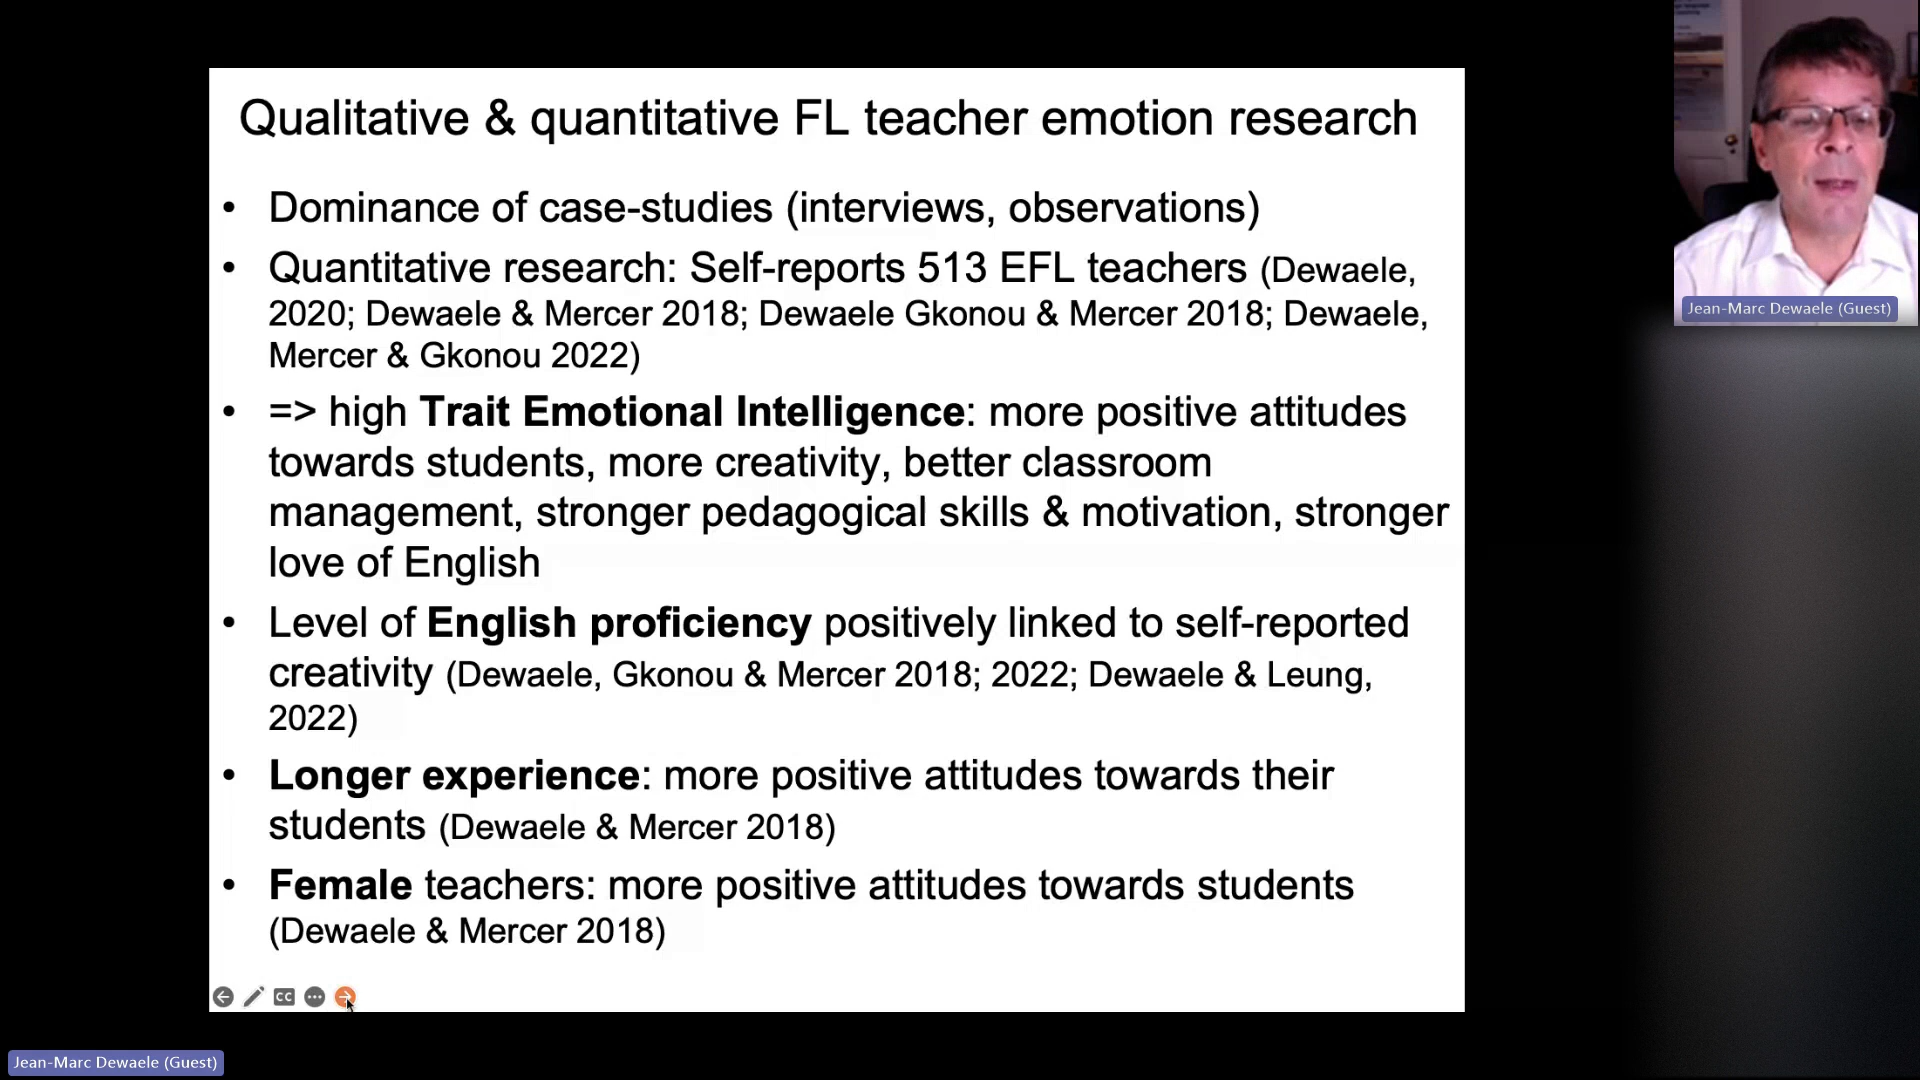 Qualitative & quantitative FL teacher emotion research
• Dominance of case-studies (interviews, observations)
• Quantitative research: Self-reports 513 EFL teachers (Dewaele,
2020; Dewaele & Mercer 2018; Dewaele Gkonou & Mercer 2018; Dewaele,
Mercer & Gkonou 2022)
• => high Trait Emotional Intelligence: more positive attitudes
towards students, more creativity, better classroom
management, stronger pedagogical skills & motivation, stronger
love of English
• Level of English proficiency positively linked to self-reported
creativity (Dewaele, Gkonou & Mercer 2018; 2022; Dewaele & Leung,
2022)
• Longer experience: more positive attitudes towards their
students (Dewaele & Mercer 2018)
• Female teachers: more positive attitudes towards students
(Dewaele & Mercer 2018)
CC
Jean-Marc Dewaele (Guest)
Jean-Marc Dewaele (Guest)